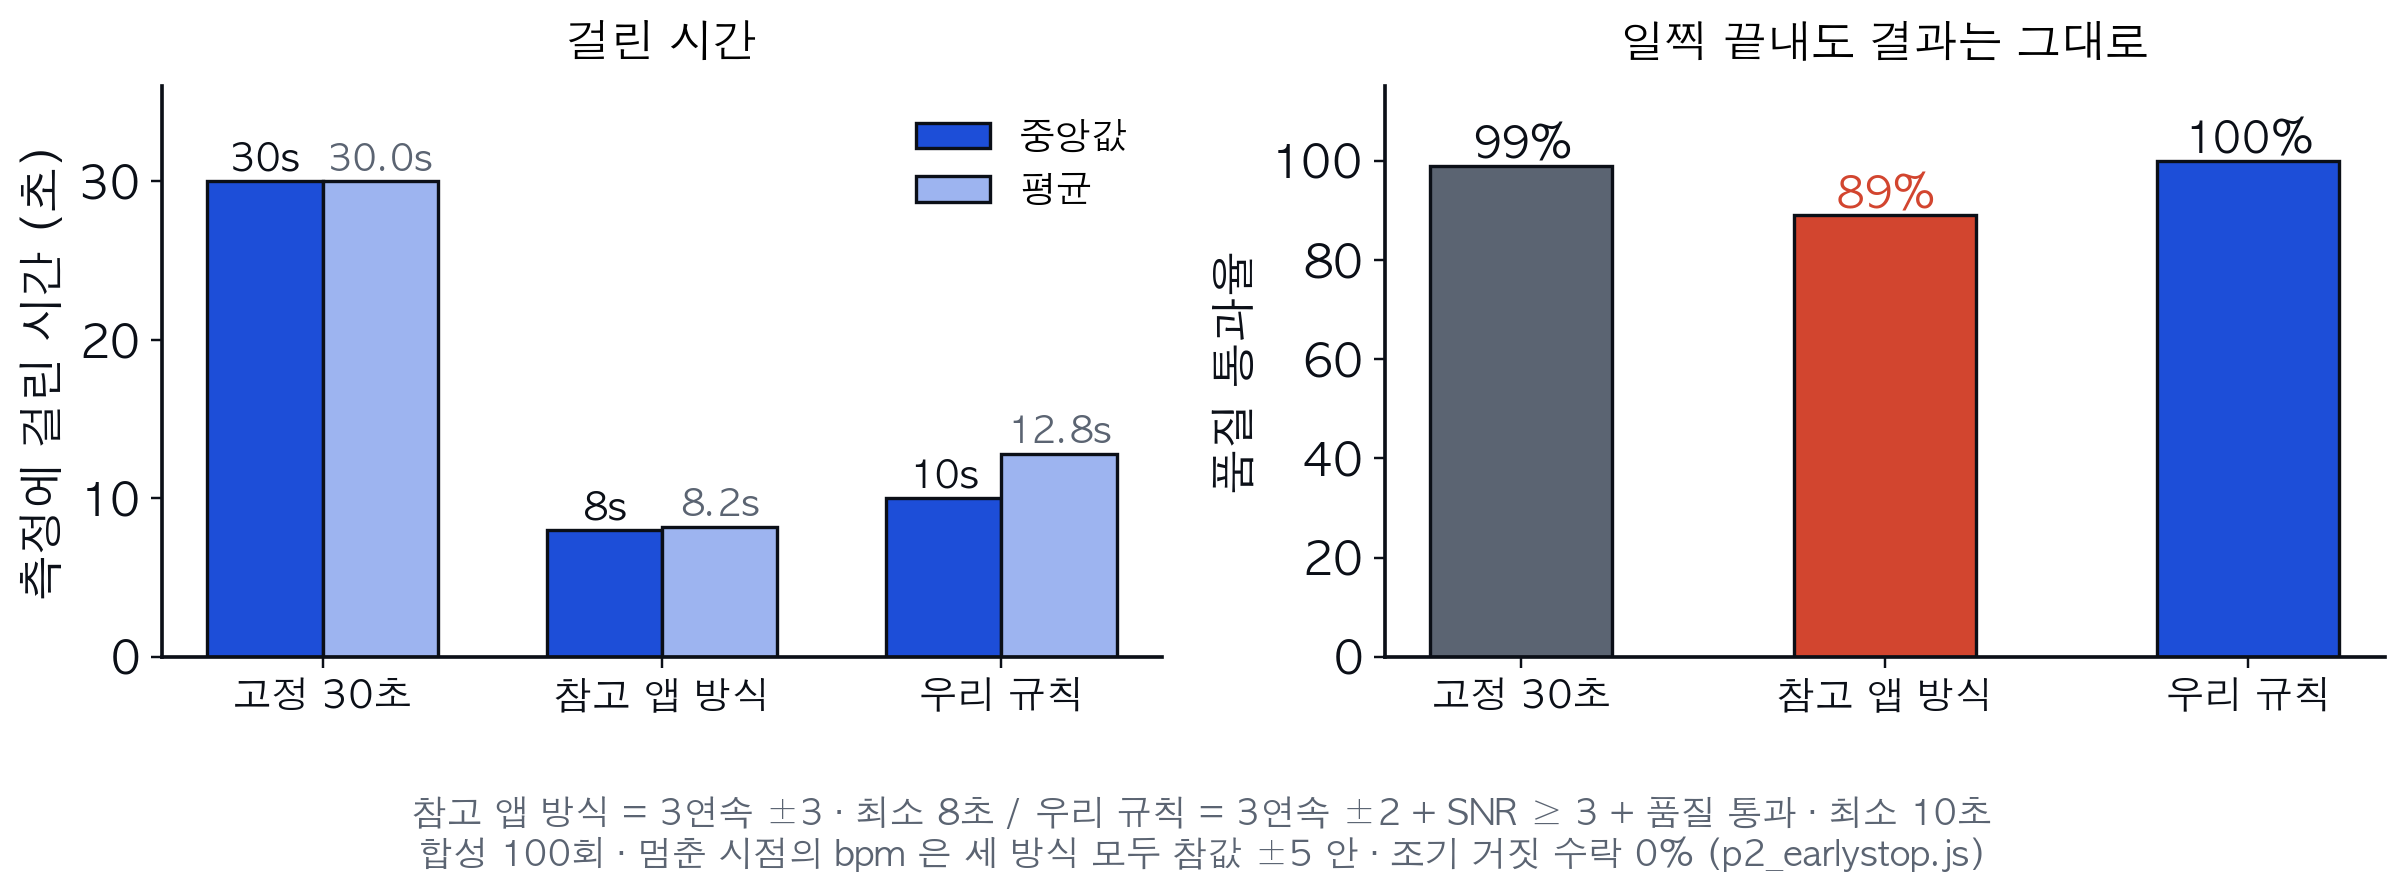 걸린 시간
측정에 걸린 시간 (초)
30
20
10
0
30s
30.0s
8s
8.2s
10s
12.8s
중앙값
평균
고정 30초
참고 앱 방식
우리 규칙
일찍 끝내도 결과는 그대로
품질 통과율
100
80
60
40
20
0
99%
89%
100%
고정 30초
참고 앱 방식
우리 규칙
참고 앱 방식 = 3연속 ±3 · 최소 8초 / 우리 규칙 = 3연속 ±2 + SNR ≥ 3 + 품질 통과 · 최소 10초
합성 100회 · 멈춘 시점의 bpm 은 세 방식 모두 참값 ±5 안 · 조기 거짓 수락 0% (p2_earlystop.js)